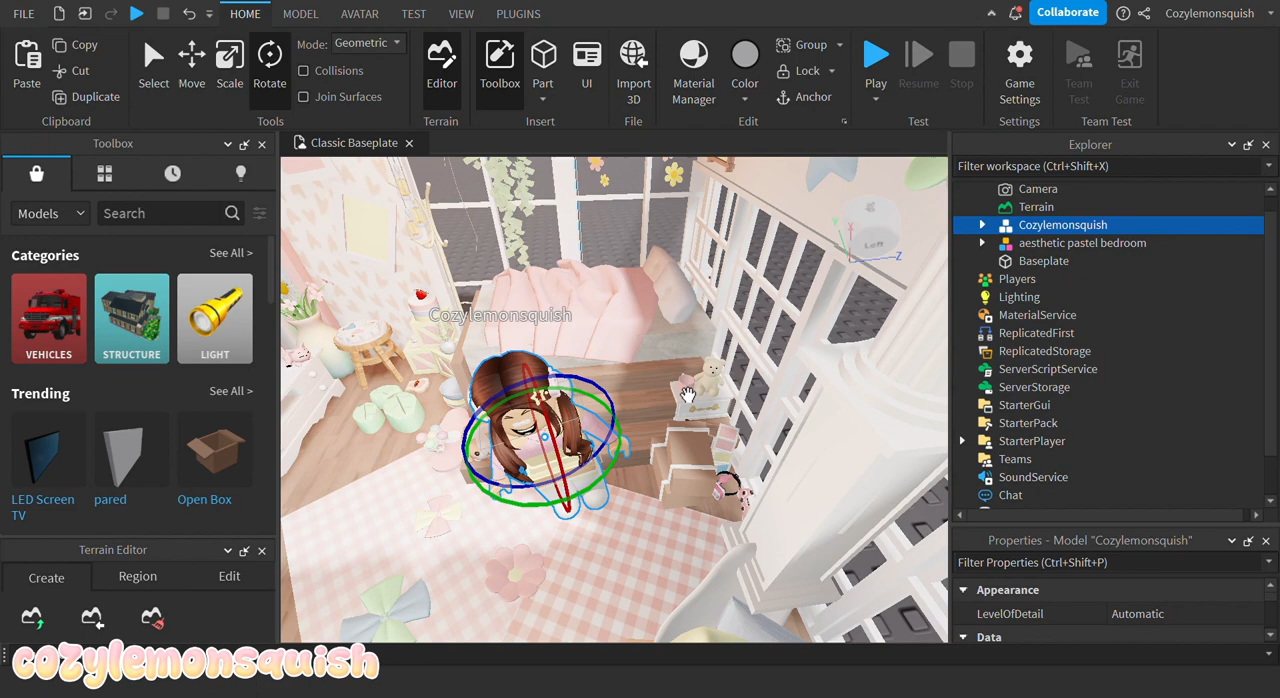 FILE HOME MODEL AVATAR TEST VIEW PLUGINS Collaborate Cozylemonsquish
Paste Copy Cut Duplicate
Clipboard
Select Move Scale Rotate
Mode: Geometric
Collisions
Join Surfaces
Tools
Editor
Terrain
Toolbox Part UI
Insert
Import 3D
File
Material Manager
Color
Group
Lock
Anchor
Edit
Play Resume Stop
Test
Game Settings
Settings
Team Test
Exit Game
Team Test
Toolbox
Models Search
Categories See All >
VEHICLES STRUCTURE LIGHT
Trending See All >
LED Screen TV
pared
Open Box
Terrain Editor
Create Region Edit
Classic Baseplate
Cozylemonsquish
Left
Y
X
Z
Explorer
Filter workspace (Ctrl+Shift+X)
Camera
Terrain
Cozylemonsquish
aesthetic pastel bedroom
Baseplate
Players
Lighting
MaterialService
ReplicatedFirst
ReplicatedStorage
ServerScriptService
ServerStorage
StarterGui
StarterPack
StarterPlayer
Teams
SoundService
Chat
Properties - Model "Cozylemonsquish"
Filter Properties (Ctrl+Shift+P)
Appearance
LevelOfDetail Automatic
Data
cozylemonsquish